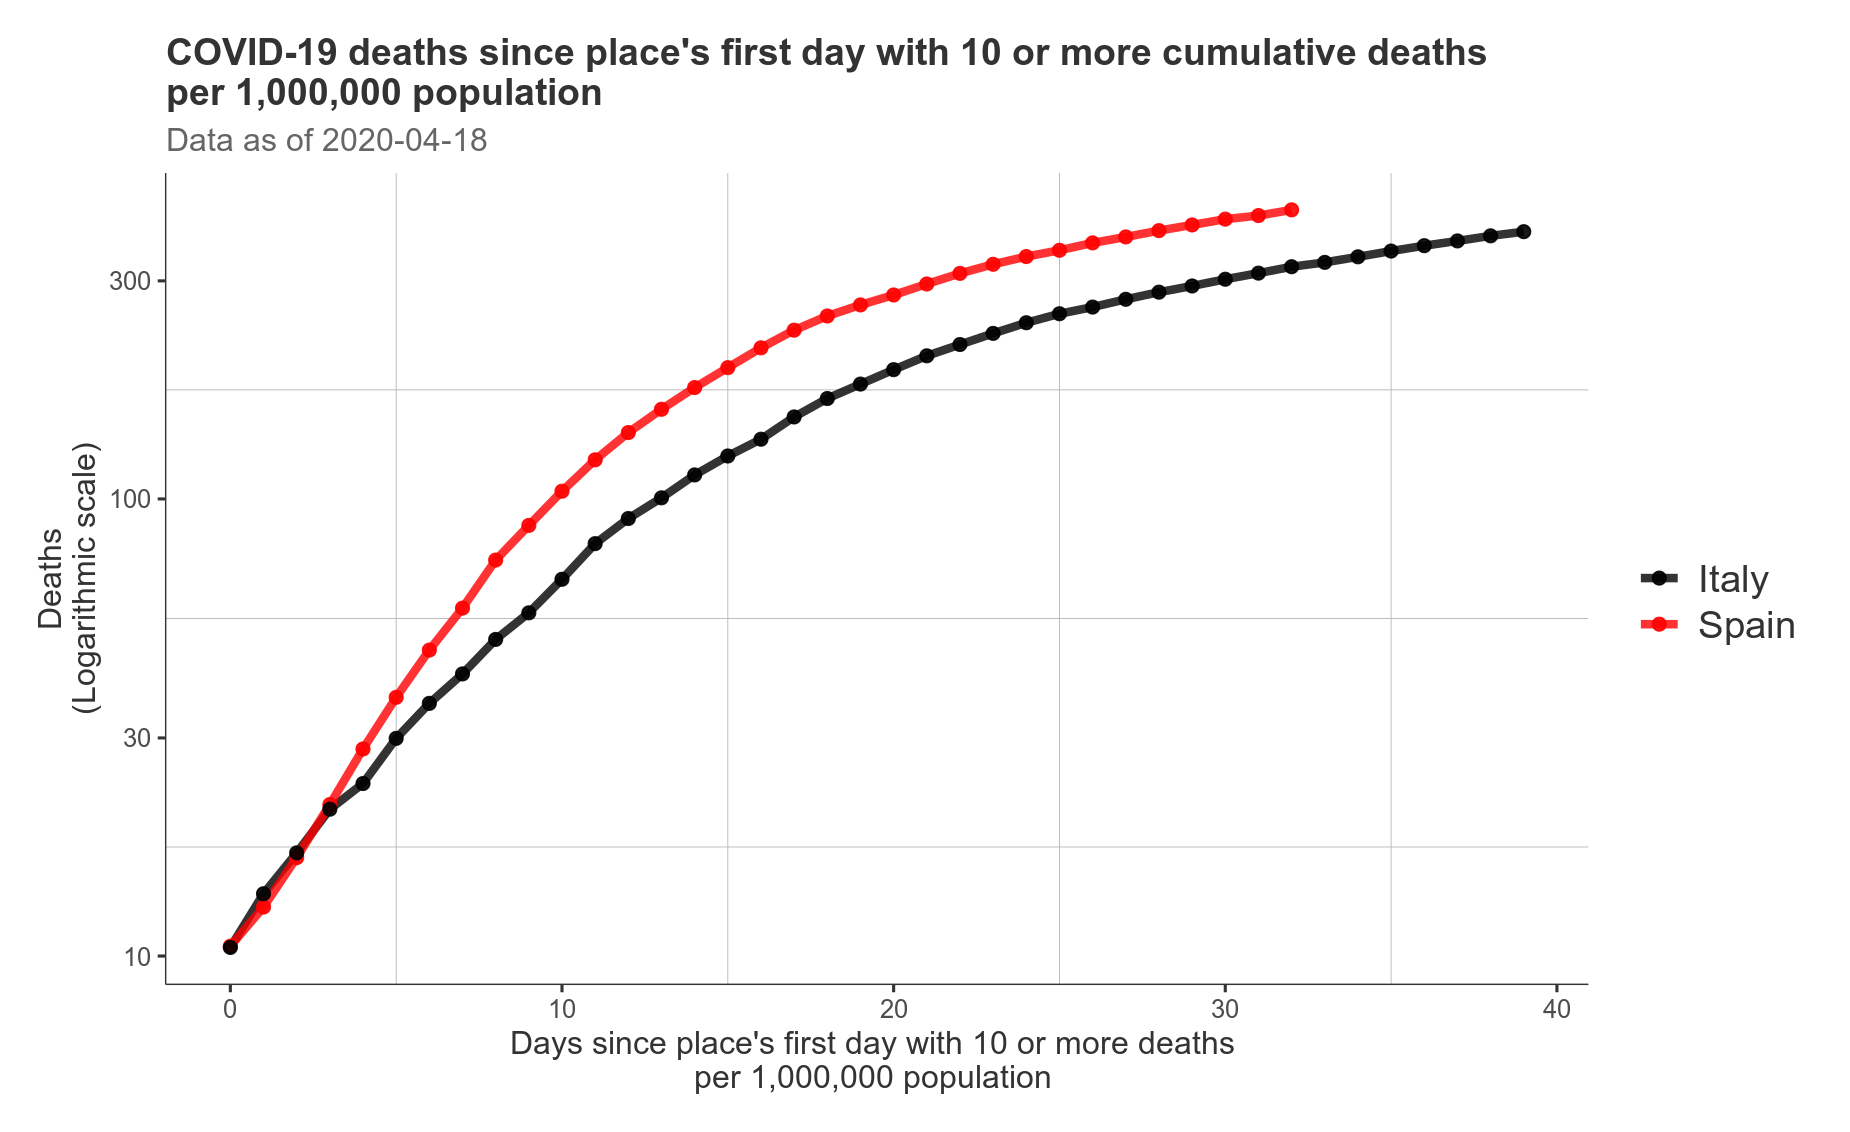 COVID-19 deaths since place's first day with 10 or more cumulative deaths
per 1,000,000 population
Data as of 2020-04-18
Deaths
(Logarithmic scale)
300
100
30
10
0
10
20
30
40
Days since place's first day with 10 or more deaths
per 1,000,000 population
Italy
Spain